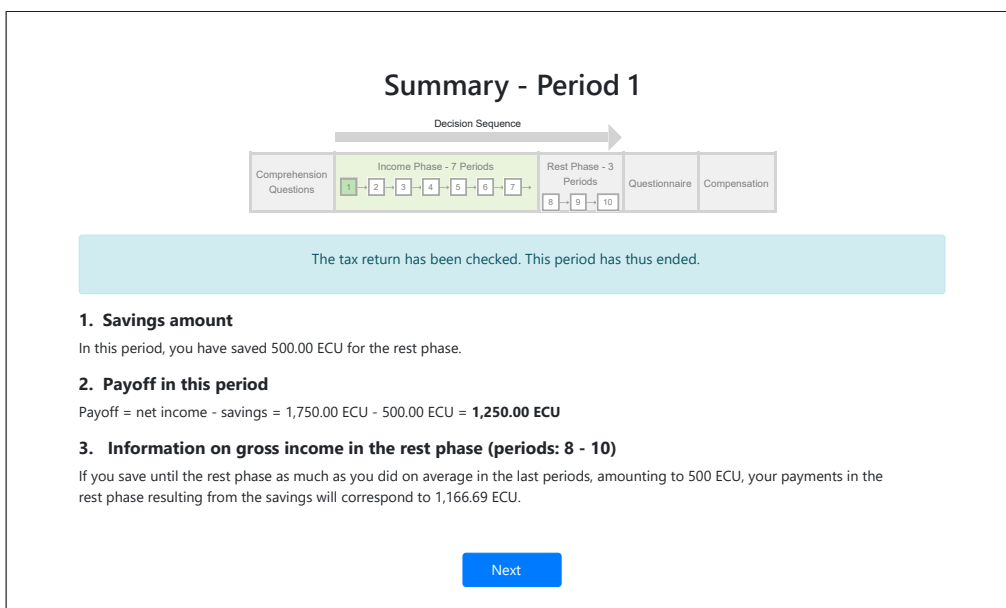 Summary - Period 1
Decision Sequence
Comprehension
Questions
Income Phase - 7 Periods
1 → 2 → 3 → 4 → 5 → 6 → 7 →
Rest Phase - 3
Periods
8 → 9 → 10
Questionnaire
Compensation
The tax return has been checked. This period has thus ended.
1. Savings amount
In this period, you have saved 500.00 ECU for the rest phase.
2. Payoff in this period
Payoff = net income - savings = 1,750.00 ECU - 500.00 ECU = 1,250.00 ECU
3. Information on gross income in the rest phase (periods: 8 - 10)
If you save until the rest phase as much as you did on average in the last periods, amounting to 500 ECU, your payments in the
rest phase resulting from the savings will correspond to 1,166.69 ECU.
Next